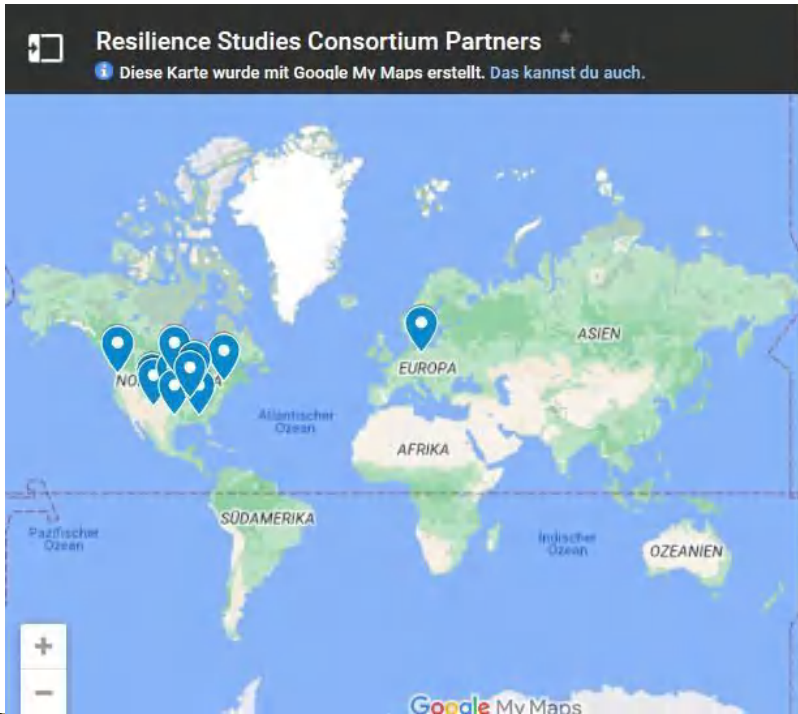 Resilience Studies Consortium Partners
Diese Karte wurde mit Google My Maps erstellt. Das kannst du auch.
ASIEN
EUROPA
NO A
Atlantischer
Ozean
AFRIKA
SÜDAMERIKA
Pazifischer
Ozean
Indischer
Ozean
OZEANIEN
+
−
Google My Maps